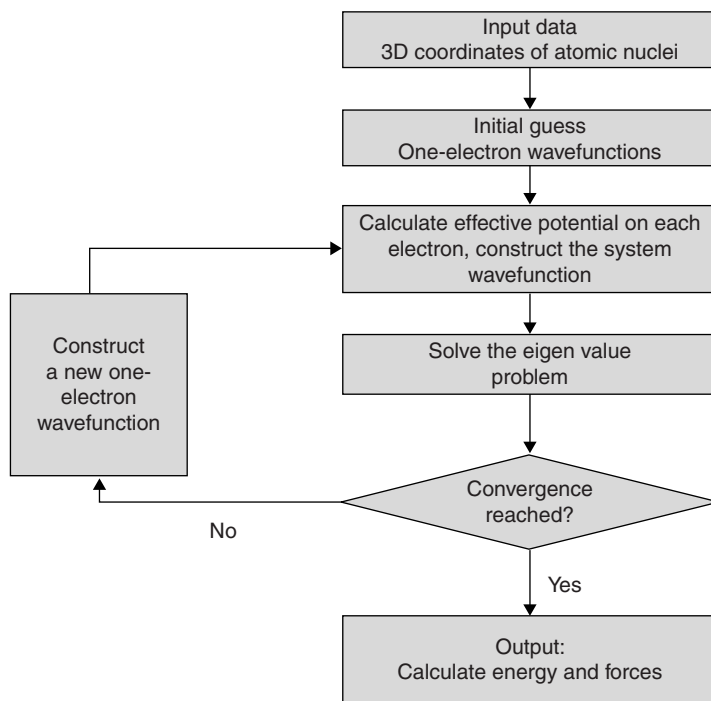 Input data
3D coordinates of atomic nuclei
Initial guess
One-electron wavefunctions
Calculate effective potential on each
electron, construct the system
wavefunction
Solve the eigen value
problem
Convergence
reached?
No
Construct
a new one-
electron
wavefunction
Yes
Output:
Calculate energy and forces